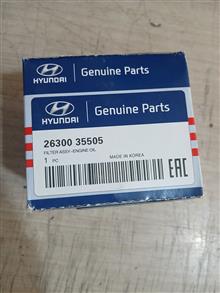 HYUNDAI
Genuine Parts
HYUNDAI
Genuine Parts
26300 35505
FILTER ASSY-ENGINE OIL
1 PC
MADE IN KOREA
EAC